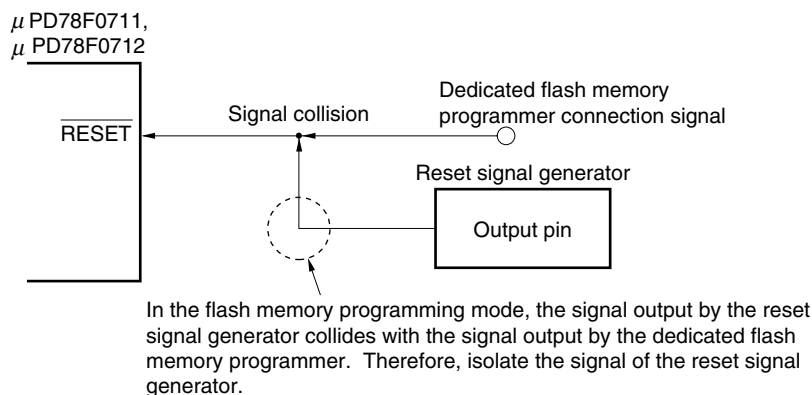 μ PD78F0711,
μ PD78F0712
Dedicated flash memory
programmer connection signal
Signal collision
RESET
Reset signal generator
Output pin
In the flash memory programming mode, the signal output by the reset
signal generator collides with the signal output by the dedicated flash
memory programmer. Therefore, isolate the signal of the reset signal
generator.